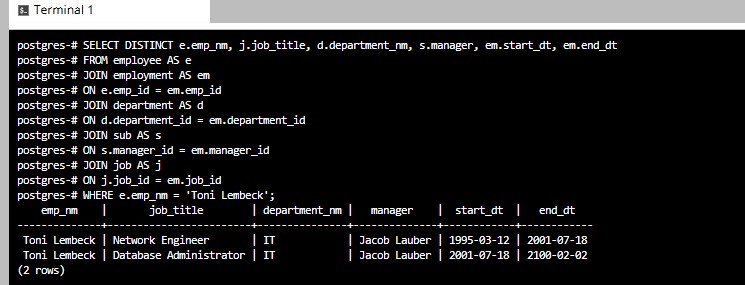 Terminal 1
postgres-# SELECT DISTINCT e.emp_nm, j.job_title, d.department_nm, s.manager, em.start_dt, em.end_dt
postgres-# FROM employee AS e
postgres-# JOIN employment AS em
postgres-# ON e.emp_id = em.emp_id
postgres-# JOIN department AS d
postgres-# ON d.department_id = em.department_id
postgres-# JOIN sub AS s
postgres-# ON s.manager_id = em.manager_id
postgres-# JOIN job AS j
postgres-# ON j.job_id = em.job_id
postgres-# WHERE e.emp_nm = 'Toni Lembeck';
emp_nm | job_title | department_nm | manager | start_dt | end_dt
--------------+------------------------+---------------+--------------+------------+------------
Toni Lembeck | Network Engineer | IT | Jacob Lauber | 1995-03-12 | 2001-07-18
Toni Lembeck | Database Administrator | IT | Jacob Lauber | 2001-07-18 | 2100-02-02
(2 rows)